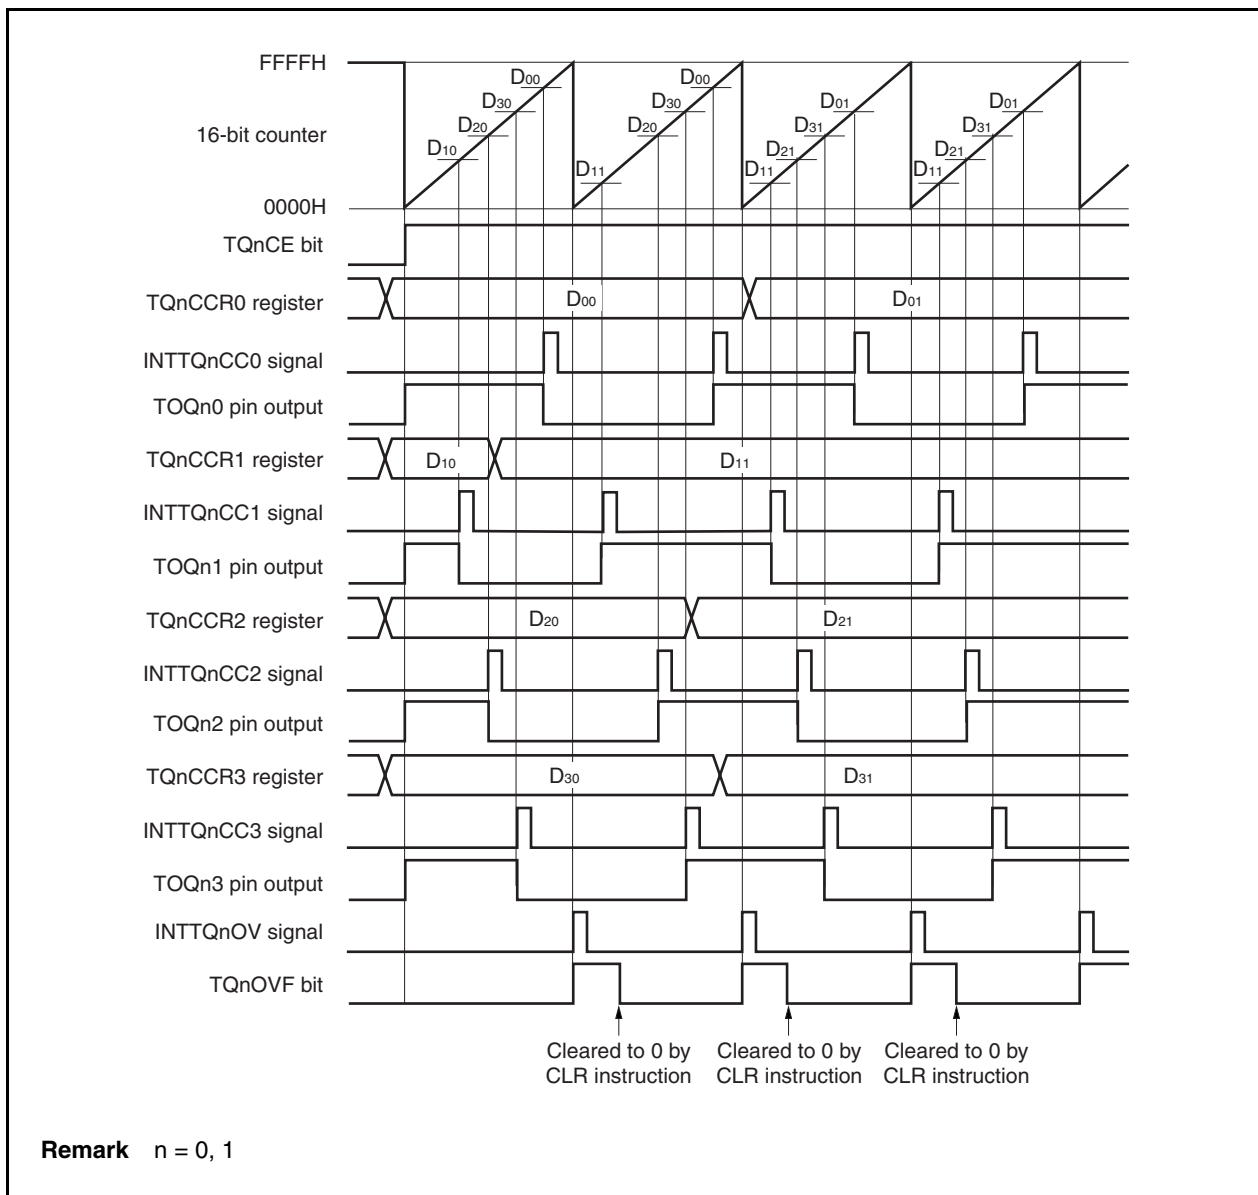 FFFFH
D00
D00
D30
D30
D01
D01
16-bit counter
D20
D20
D31
D31
D10
D21
D21
D11
D11
D11
0000H
TQnCE bit
TQnCCR0 register
D00
D01
INTTQnCC0 signal
TOQn0 pin output
TQnCCR1 register
D10
D11
INTTQnCC1 signal
TOQn1 pin output
TQnCCR2 register
D20
D21
INTTQnCC2 signal
TOQn2 pin output
TQnCCR3 register
D30
D31
INTTQnCC3 signal
TOQn3 pin output
INTTQnOV signal
TQnOVF bit
Cleared to 0 by
CLR instruction
Cleared to 0 by
CLR instruction
Cleared to 0 by
CLR instruction
Remark n = 0, 1